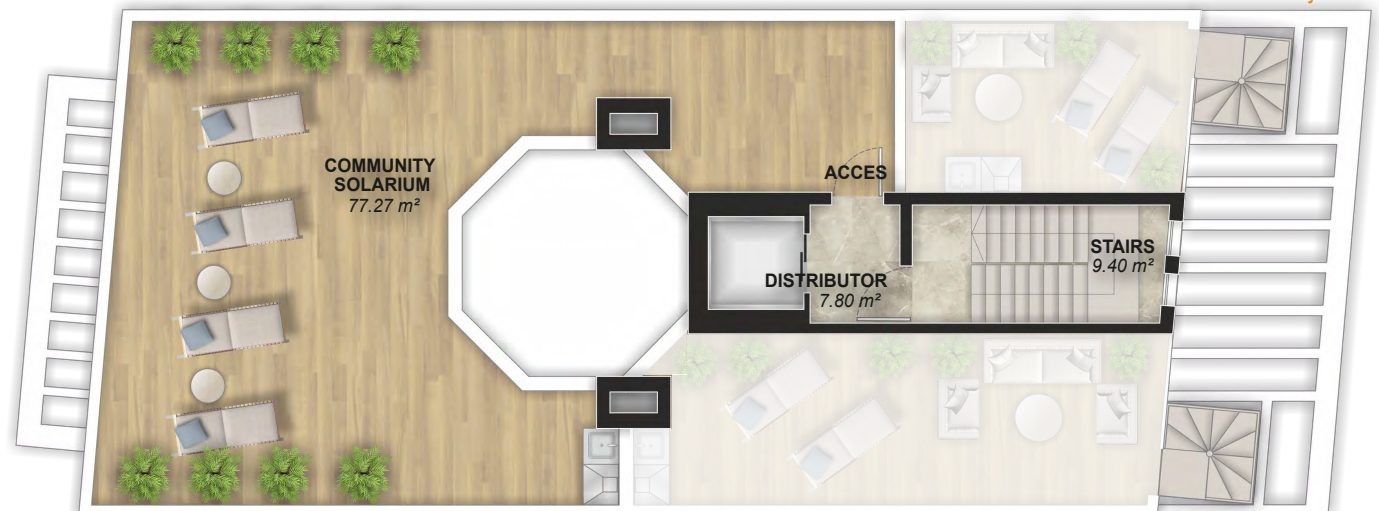 COMMUNITY
SOLARIUM
77.27 m²
ACCES
DISTRIBUTOR
7.80 m²
STAIRS
9.40 m²